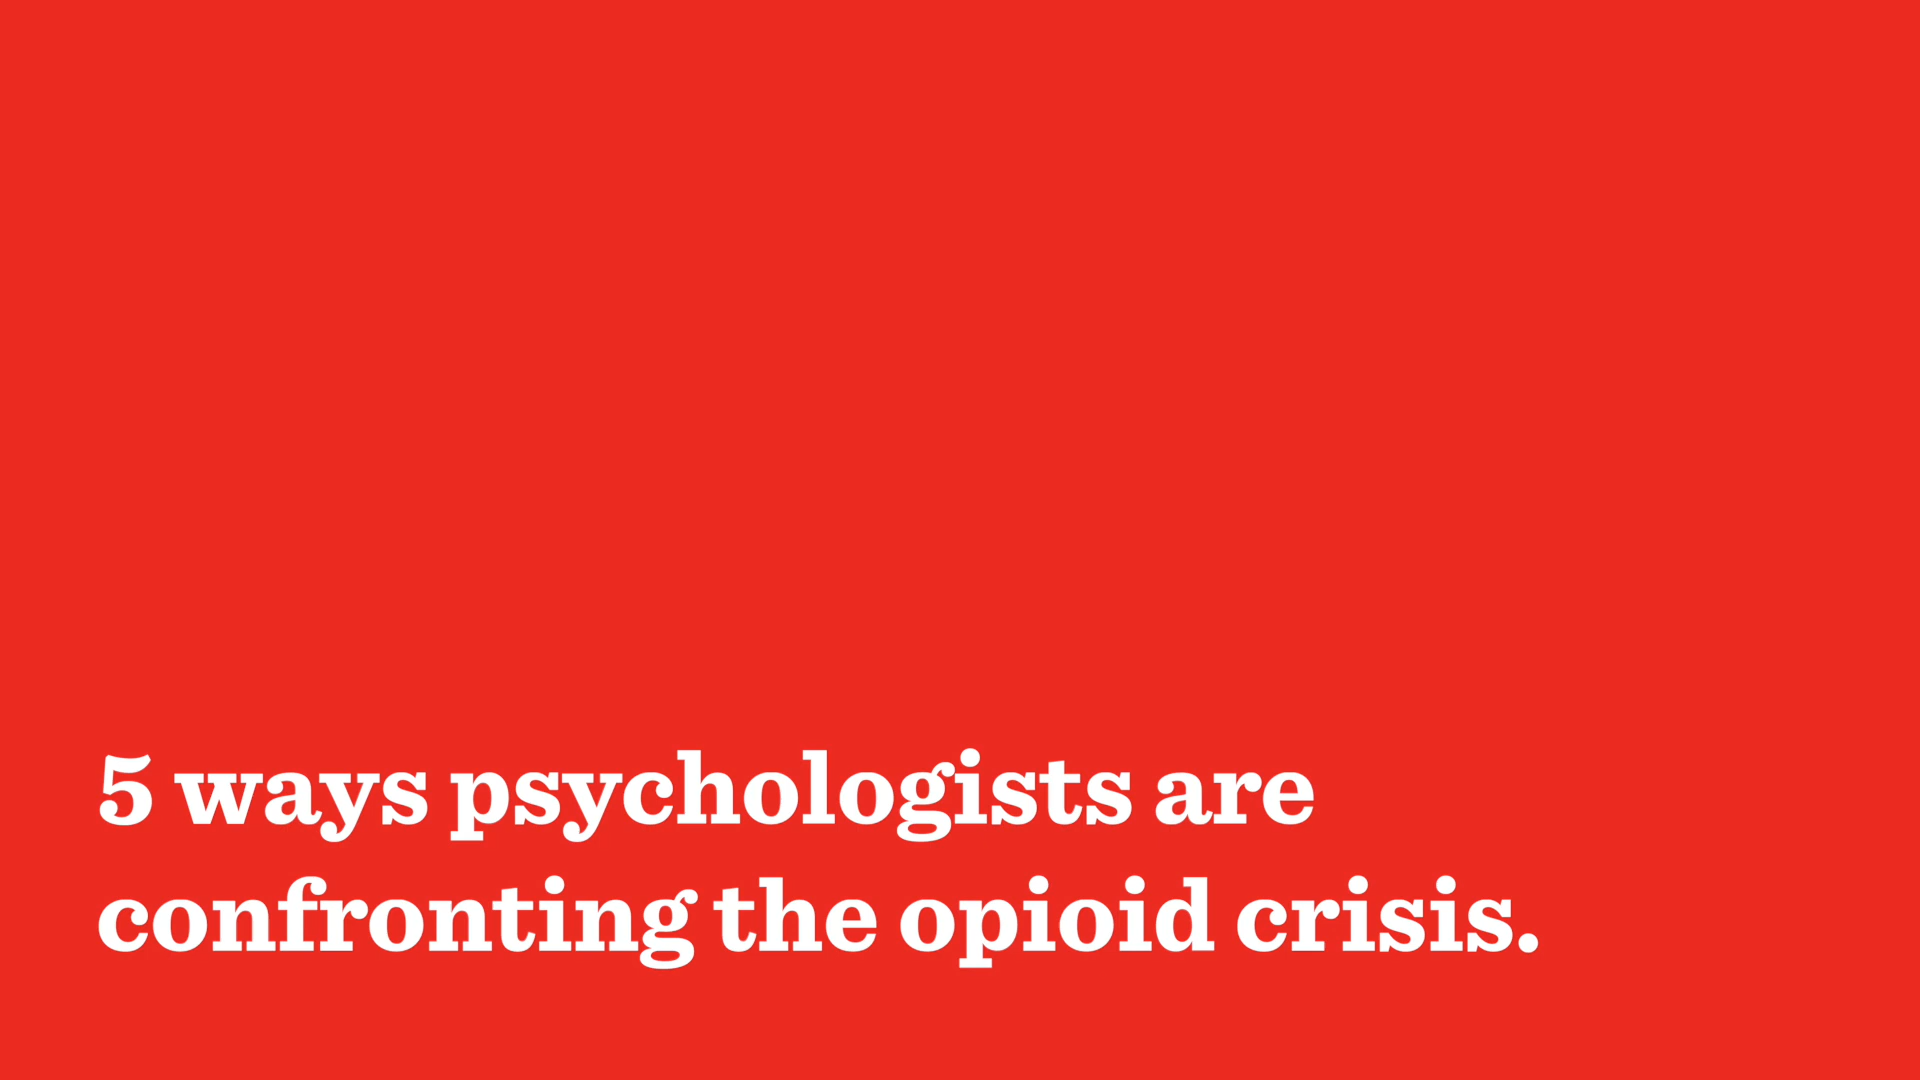 5 ways psychologists are
confronting the opioid crisis.